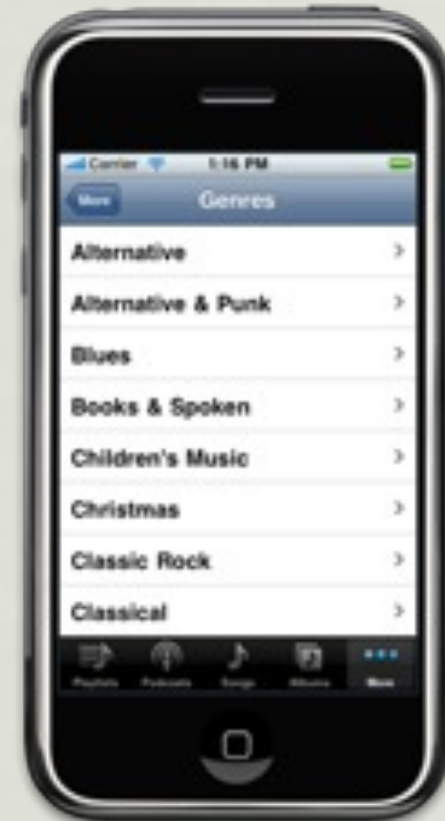 Carrier 1:16 PM
More Genres
Alternative
Alternative & Punk
Blues
Books & Spoken
Children's Music
Christmas
Classic Rock
Classical
Playlists Podcasts Songs Albums More